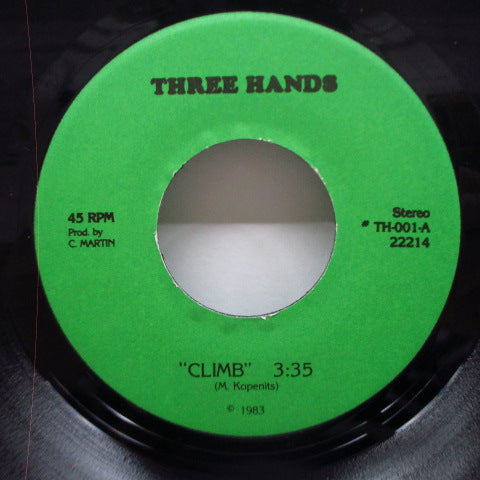 THREE HANDS
45 RPM
Prod. by
C. MARTIN
Stereo
# TH-001-A
22214
"CLIMB" 3:35
(M. Kopenits)
© 1983